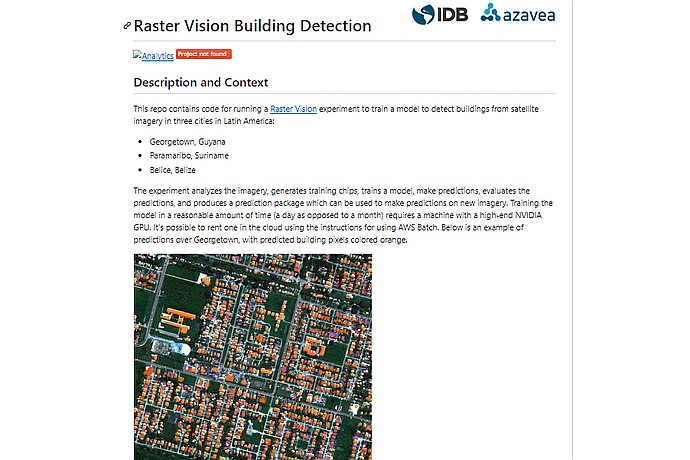 IDB azavea
Raster Vision Building Detection
Analytics Project not found
Description and Context
This repo contains code for running a Raster Vision experiment to train a model to detect buildings from satellite
imagery in three cities in Latin America:
• Georgetown, Guyana
• Paramaribo, Suriname
• Belice, Belize
The experiment analyzes the imagery, generates training chips, trains a model, make predictions, evaluates the
predictions, and produces a prediction package which can be used to make predictions on new imagery. Training the
model in a reasonable amount of time (a day as opposed to a month) requires a machine with a high-end NVIDIA
GPU. It's possible to rent one in the cloud using the instructions for using AWS Batch. Below is an example of
predictions over Georgetown, with predicted building pixels colored orange.